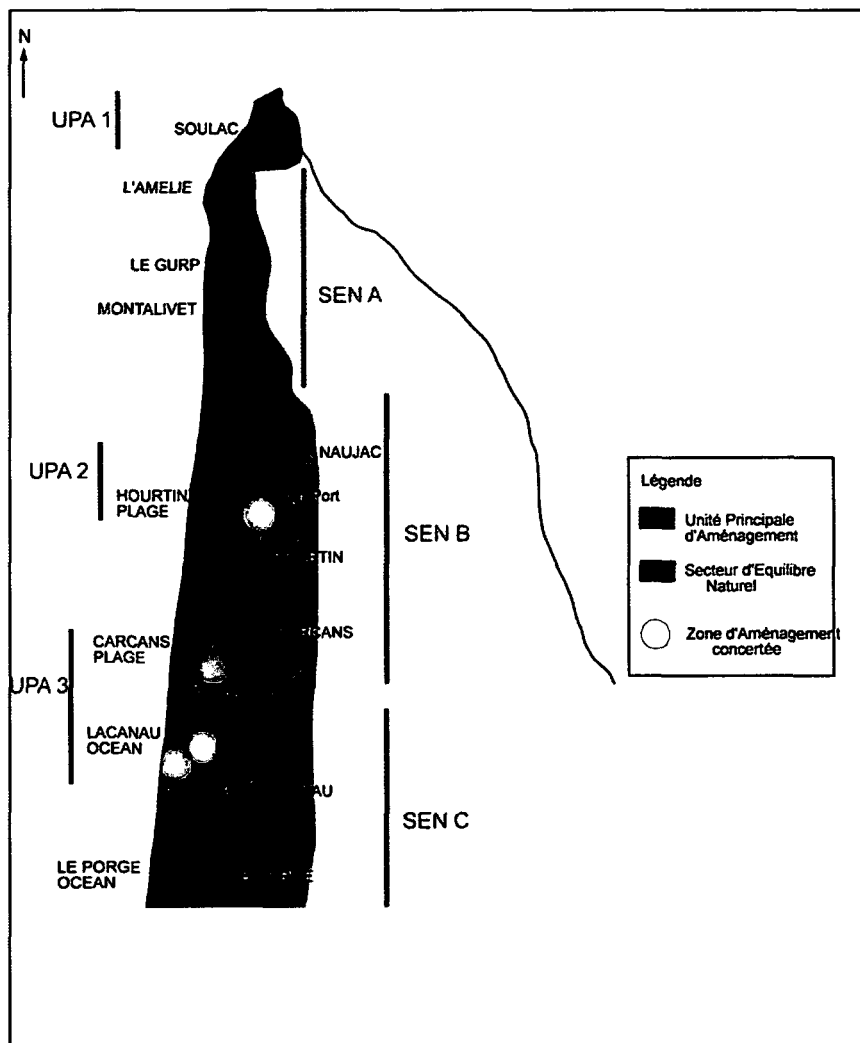 N
UPA 1
SOULAC
L'AMELIE
LE GURP
MONTALIVET
SEN A
NAUJAC
UPA 2
HOURTIN
PLAGE
Port
SEN B
CARCANS
PLAGE
UPA 3
LACANAU
OCEAN
SEN C
LE PORGE
OCEAN
Légende
Unité Principale
d'Aménagement
Secteur d'Equilibre
Naturel
Zone d'Aménagement
concertée